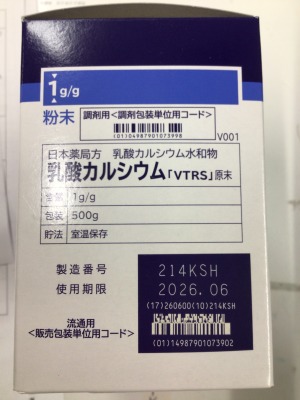 1g/g
粉末
調剤用<調剤包装単位用コード>
(01)04987901073998
V001
日本薬局方 乳酸カルシウム水和物
乳酸カルシウム「VTRS」原末
含量 1g/g
包装 500g
貯法 室温保存
製造番号 214KSH
使用期限 2026.06
(17)260600(10)214KSH
流通用
<販売包装単位用コード>
(01)14987901073902